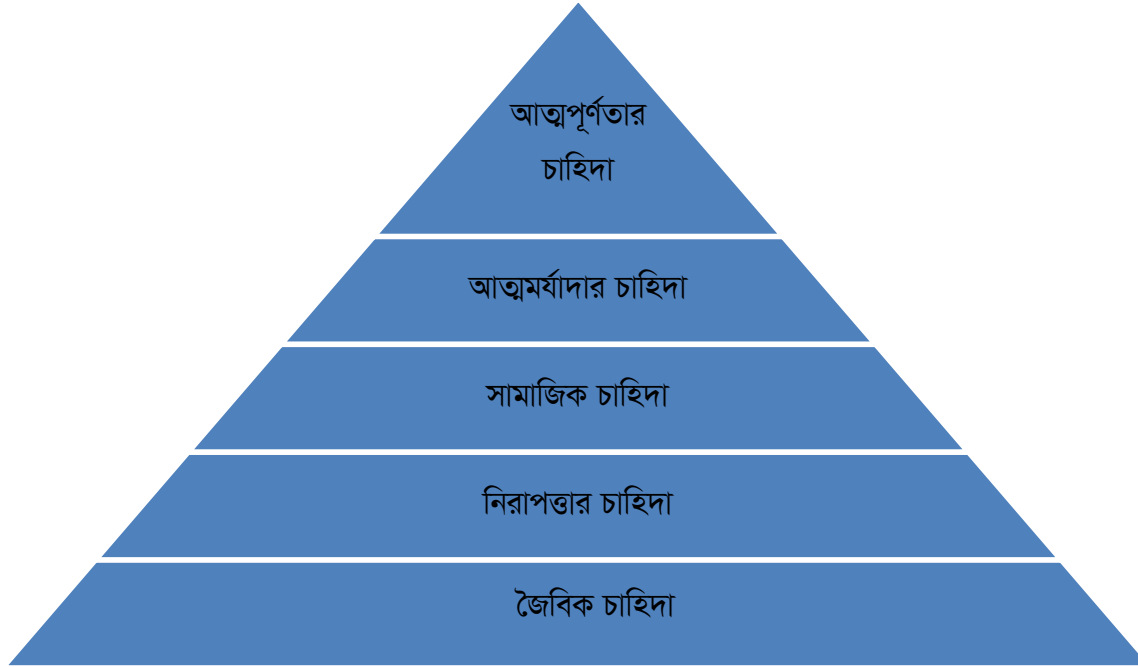 আত্মপূর্ণতার
চাহিদা
আত্মমর্যাদার চাহিদা
সামাজিক চাহিদা
নিরাপত্তার চাহিদা
জৈবিক চাহিদা